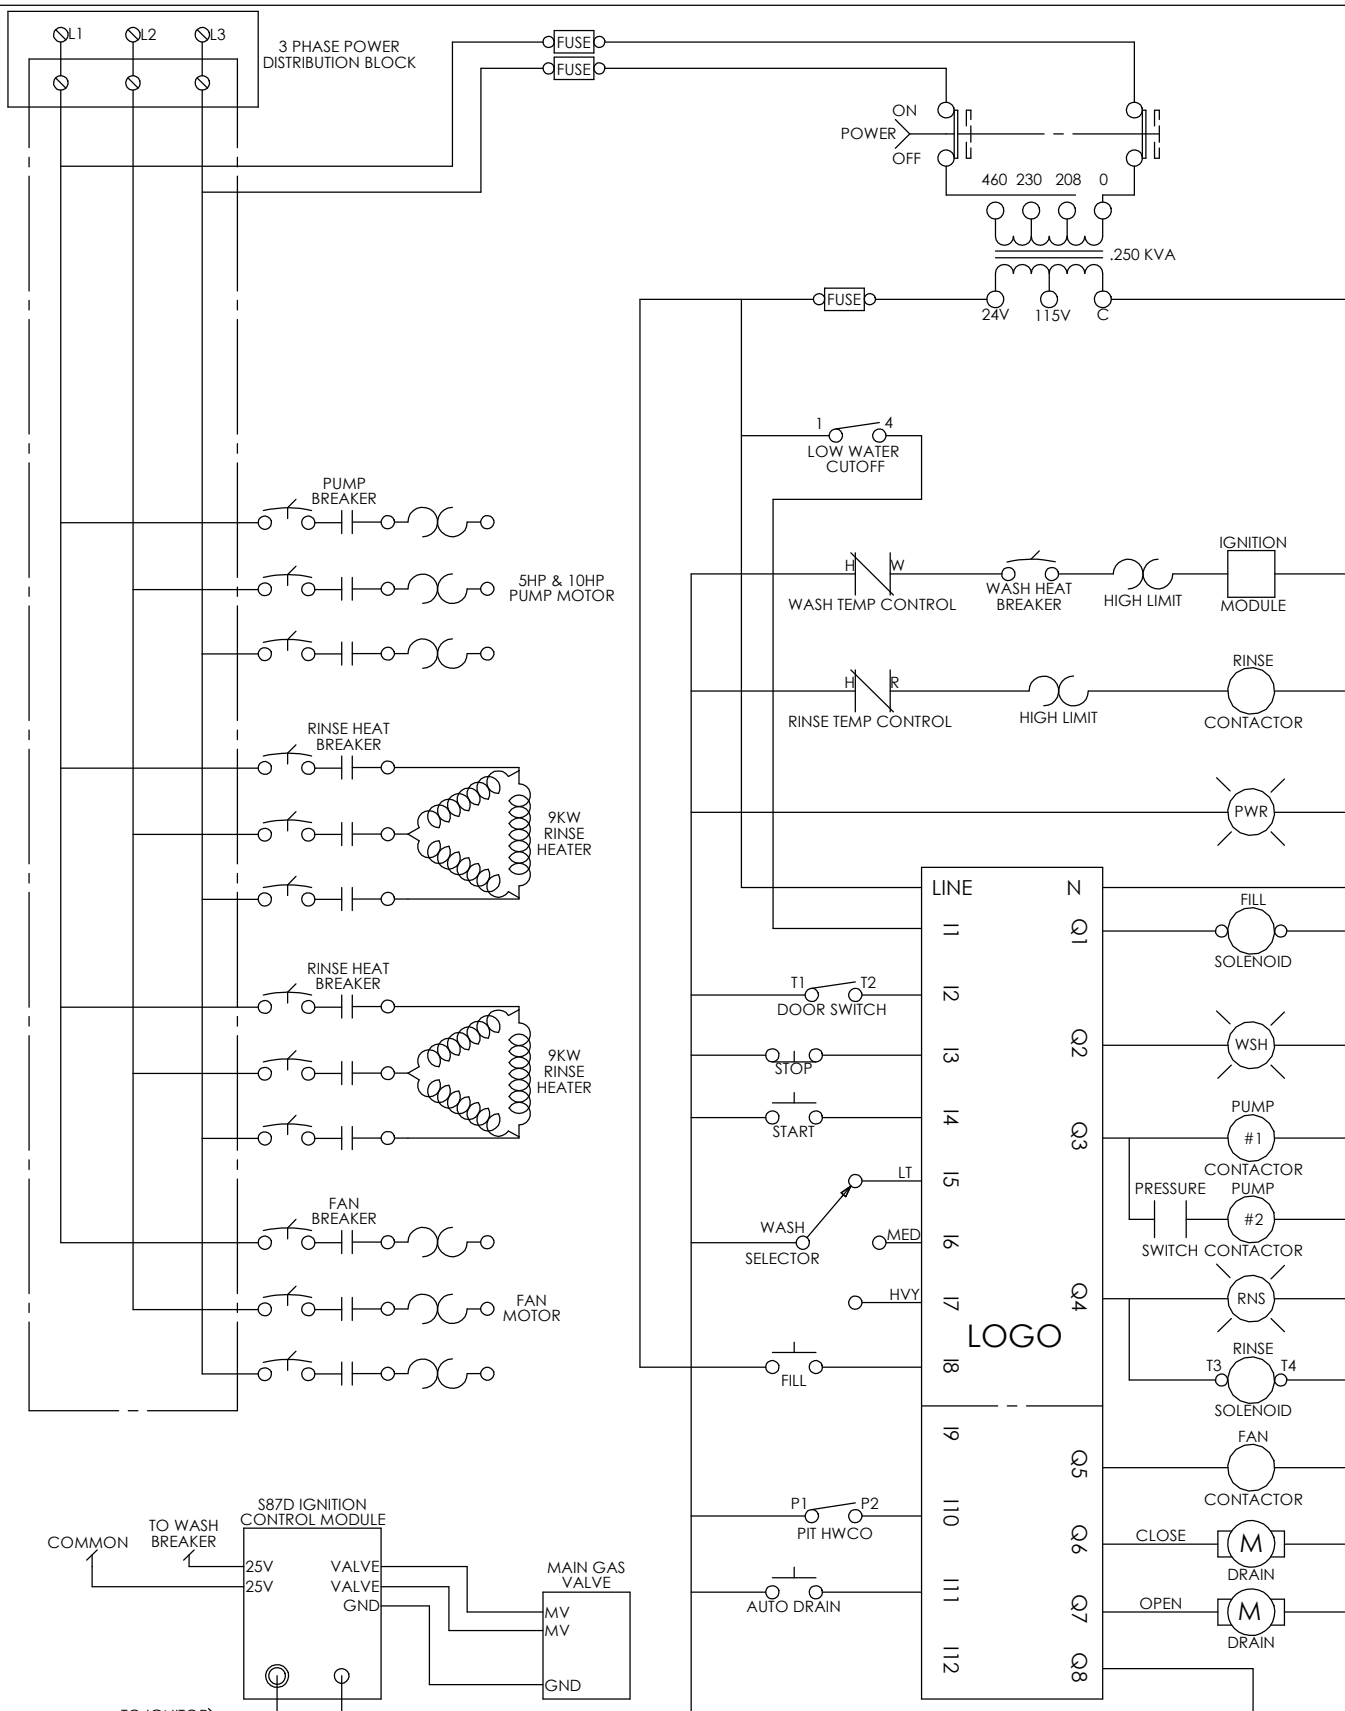 L1
L2
L3
3 PHASE POWER
DISTRIBUTION BLOCK
FUSE
FUSE
ON
POWER
OFF
460 230 208 0
.250 KVA
FUSE
24V
115V
C
1
4
LOW WATER
CUTOFF
PUMP
BREAKER
5HP & 10HP
PUMP MOTOR
H
W
WASH TEMP CONTROL
WASH HEAT
BREAKER
HIGH LIMIT
IGNITION
MODULE
H
R
RINSE TEMP CONTROL
HIGH LIMIT
RINSE
CONTACTOR
RINSE HEAT
BREAKER
9KW
RINSE
HEATER
PWR
LINE
N
I1
Q1
FILL
SOLENOID
RINSE HEAT
BREAKER
9KW
RINSE
HEATER
T1
T2
DOOR SWITCH
I2
STOP
I3
Q2
WSH
START
I4
Q3
PUMP
#1
CONTACTOR
LT
I5
PRESSURE
SWITCH
PUMP
#2
CONTACTOR
WASH
SELECTOR
MED
I6
HVY
I7
Q4
RNS
LOGO
FAN
BREAKER
FAN
MOTOR
FILL
I8
RINSE
T3
T4
SOLENOID
I9
Q5
FAN
CONTACTOR
P1
P2
PIT HWCO
I10
Q6
CLOSE
M
DRAIN
AUTO DRAIN
I11
Q7
OPEN
M
DRAIN
I12
Q8
S87D IGNITION
CONTROL MODULE
COMMON
TO WASH
BREAKER
25V
25V
VALVE
VALVE
GND
MAIN GAS
VALVE
MV
MV
GND